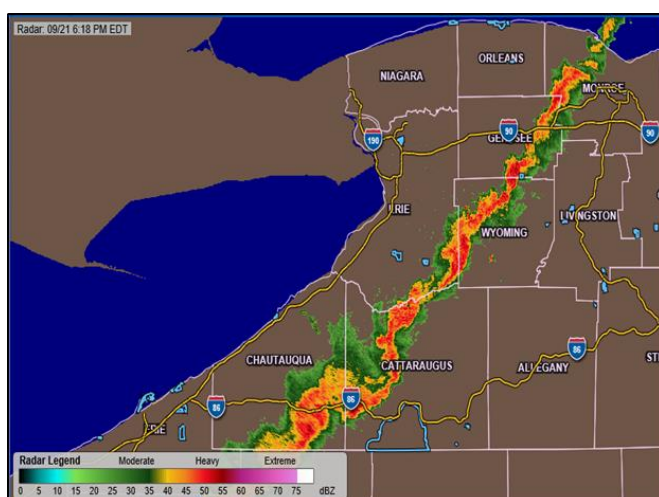 Radar: 09/21 6:18 PM EDT
ORLEANS
NIAGARA
MONROE
90
90
190
GENESEE
ERIE
LIVINGSTON
WYOMING
86
CHAUTAUQUA
CATTARAUGUS
ALLEGANY
ST
86
86
ERIE
Radar Legend Moderate Heavy Extreme
0 5 10 15 20 25 30 35 40 45 50 55 60 65 70 75 dBZ